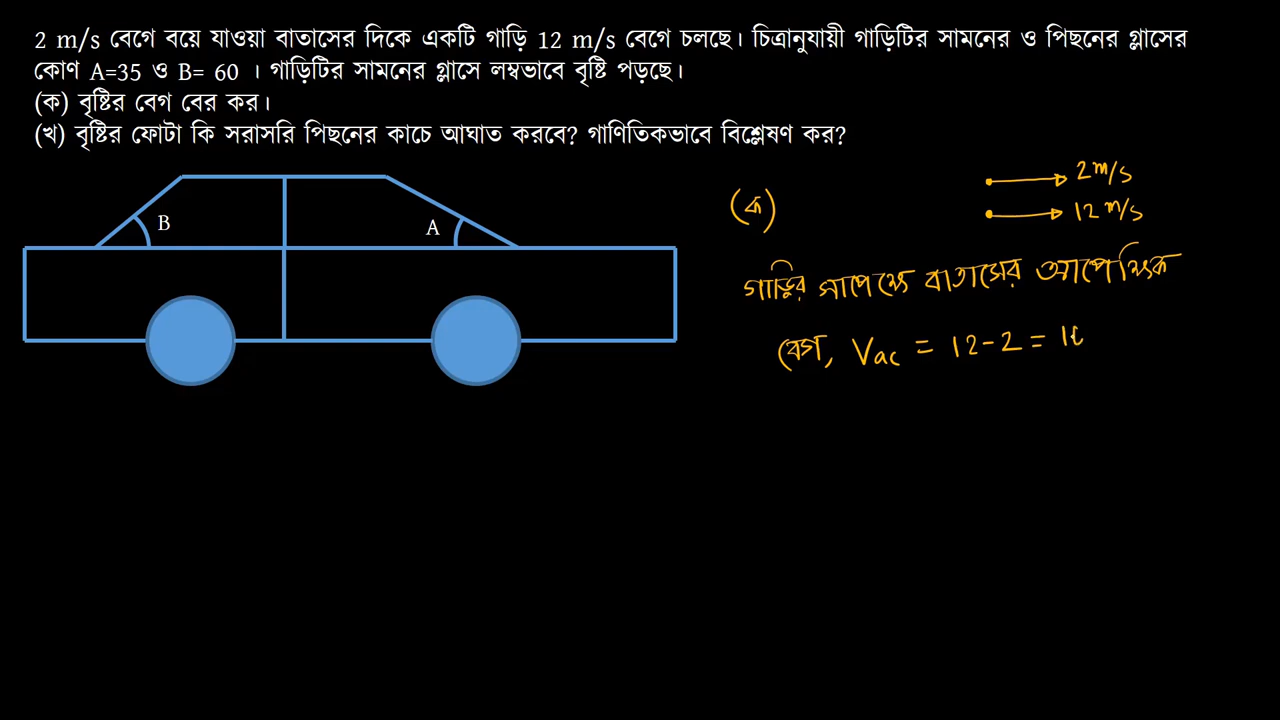 2 m/s বেগে বয়ে যাওয়া বাতাসের দিকে একটি গাড়ি 12 m/s বেগে চলছে। চিত্রানুযায়ী গাড়িটির সামনের ও পিছনের গ্লাসের
কোণ A=35 ও B= 60 । গাড়িটির সামনের গ্লাসে লম্বভাবে বৃষ্টি পড়ছে।
(ক) বৃষ্টির বেগ বের কর।
(খ) বৃষ্টির ফোটা কি সরাসরি পিছনের কাচে আঘাত করবে? গাণিতিকভাবে বিশ্লেষণ কর?
B
A
(ক)
2 m/s
12 m/s
গাড়ির সাপেক্ষে বাতাসের আপেক্ষিক
বেগ, Vac = 12 - 2 =